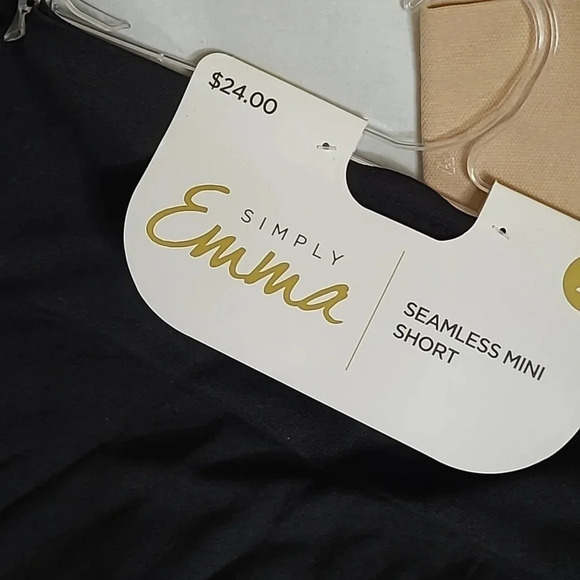 $24.00
SIMPLY
Emma
SEAMLESS MINI
SHORT